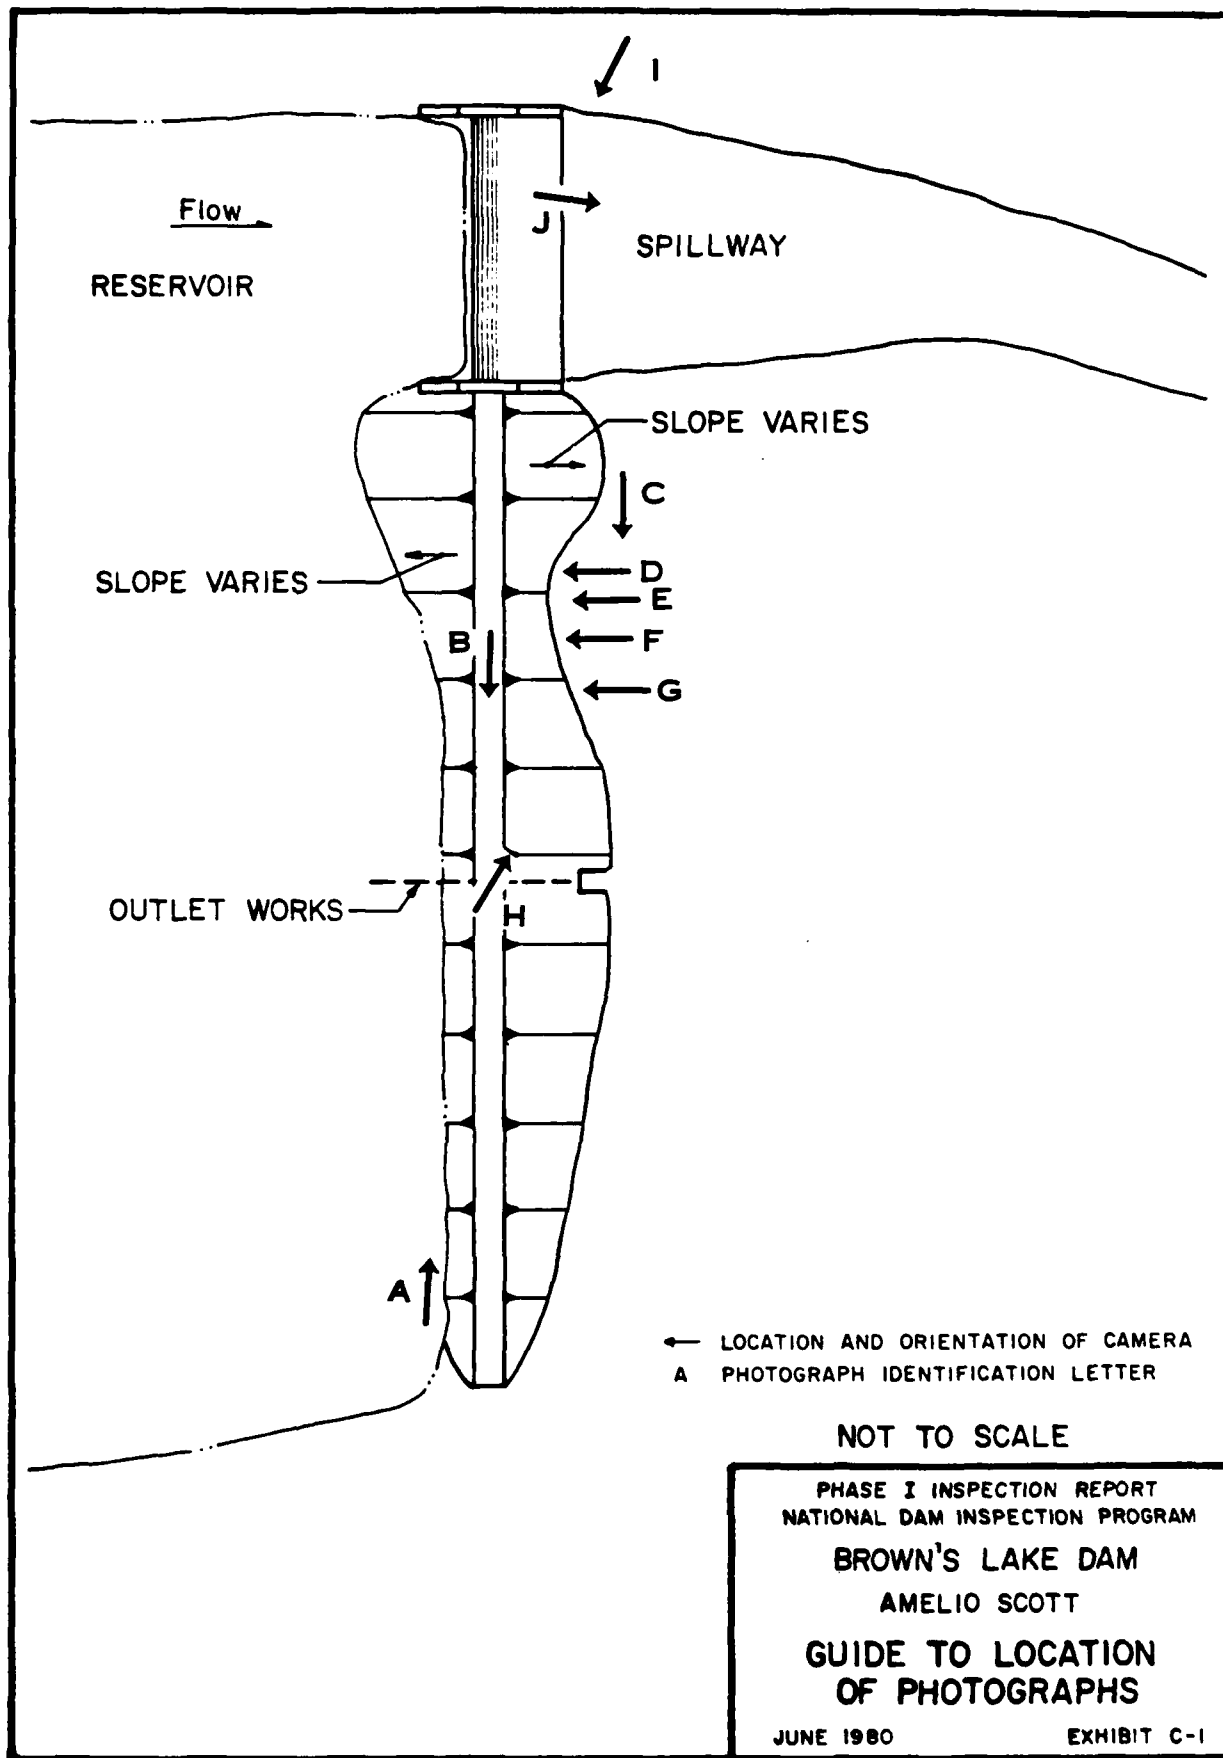 I
Flow
J
SPILLWAY
RESERVOIR
SLOPE VARIES
C
SLOPE VARIES
D
E
B
F
G
OUTLET WORKS
H
A
LOCATION AND ORIENTATION OF CAMERA
A PHOTOGRAPH IDENTIFICATION LETTER
NOT TO SCALE
PHASE I INSPECTION REPORT
NATIONAL DAM INSPECTION PROGRAM
BROWN'S LAKE DAM
AMELIO SCOTT
GUIDE TO LOCATION
OF PHOTOGRAPHS
JUNE 1980 EXHIBIT C-1